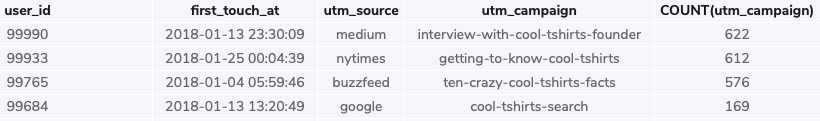 user_id first_touch_at utm_source utm_campaign COUNT(utm_campaign)
99990 2018-01-13 23:30:09 medium interview-with-cool-tshirts-founder 622
99933 2018-01-25 00:04:39 nytimes getting-to-know-cool-tshirts 612
99765 2018-01-04 05:59:46 buzzfeed ten-crazy-cool-tshirts-facts 576
99684 2018-01-13 13:20:49 google cool-tshirts-search 169